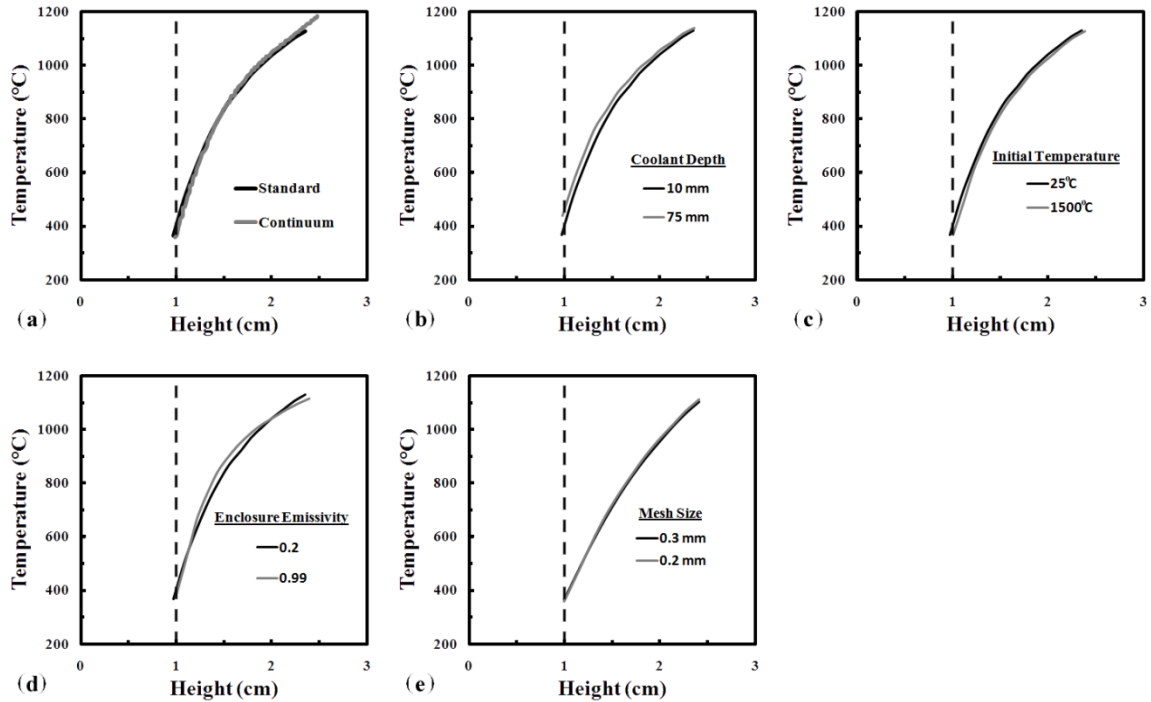 1200
1000
800
600
400
200
Temperature (°C)
Standard
Continuum
0
1
2
3
(a)
Height (cm)
1200
1000
800
600
400
200
Temperature (°C)
Coolant Depth
10 mm
75 mm
0
1
2
3
(b)
Height (cm)
1200
1000
800
600
400
200
Temperature (°C)
Initial Temperature
25°C
1500°C
0
1
2
3
(c)
Height (cm)
1200
1000
800
600
400
200
Temperature (°C)
Enclosure Emissivity
0.2
0.99
0
1
2
3
(d)
Height (cm)
1200
1000
800
600
400
200
Temperature (°C)
Mesh Size
0.3 mm
0.2 mm
0
1
2
3
(e)
Height (cm)